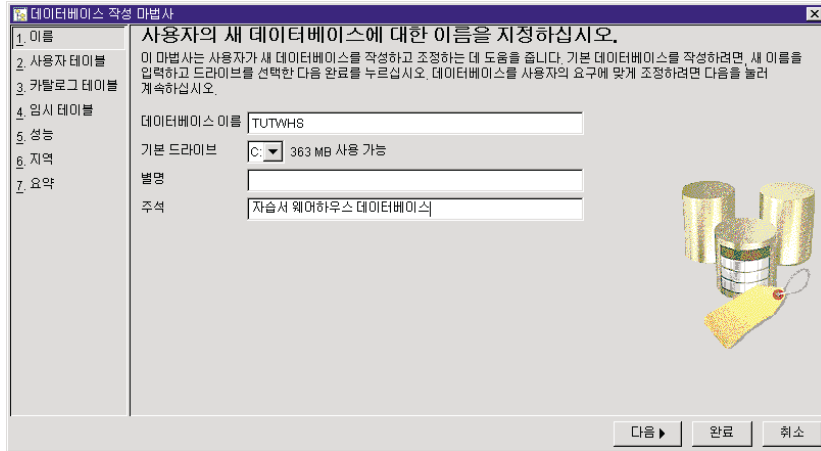 데이터베이스 작성 마법사
1. 이름
2. 사용자 테이블
3. 카탈로그 테이블
4. 임시 테이블
5. 성능
6. 지역
7. 요약
사용자의 새 데이터베이스에 대한 이름을 지정하십시오.
이 마법사는 사용자가 새 데이터베이스를 작성하고 조정하는 데 도움을 줍니다. 기본 데이터베이스를 작성하려면, 새 이름을
입력하고 드라이브를 선택한 다음 완료를 누르십시오. 데이터베이스를 사용자의 요구에 맞게 조정하려면 다음을 눌러
계속하십시오.
데이터베이스 이름 TUTWHS
기본 드라이브 C: 363 MB 사용 가능
별명
주석 자습서 웨어하우스 데이터베이스
다음 완료 취소